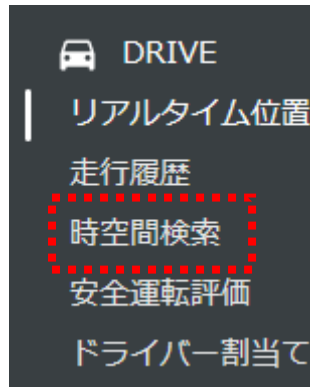 DRIVE
リアルタイム位置
走行履歴
時空間検索
安全運転評価
ドライバー割当て